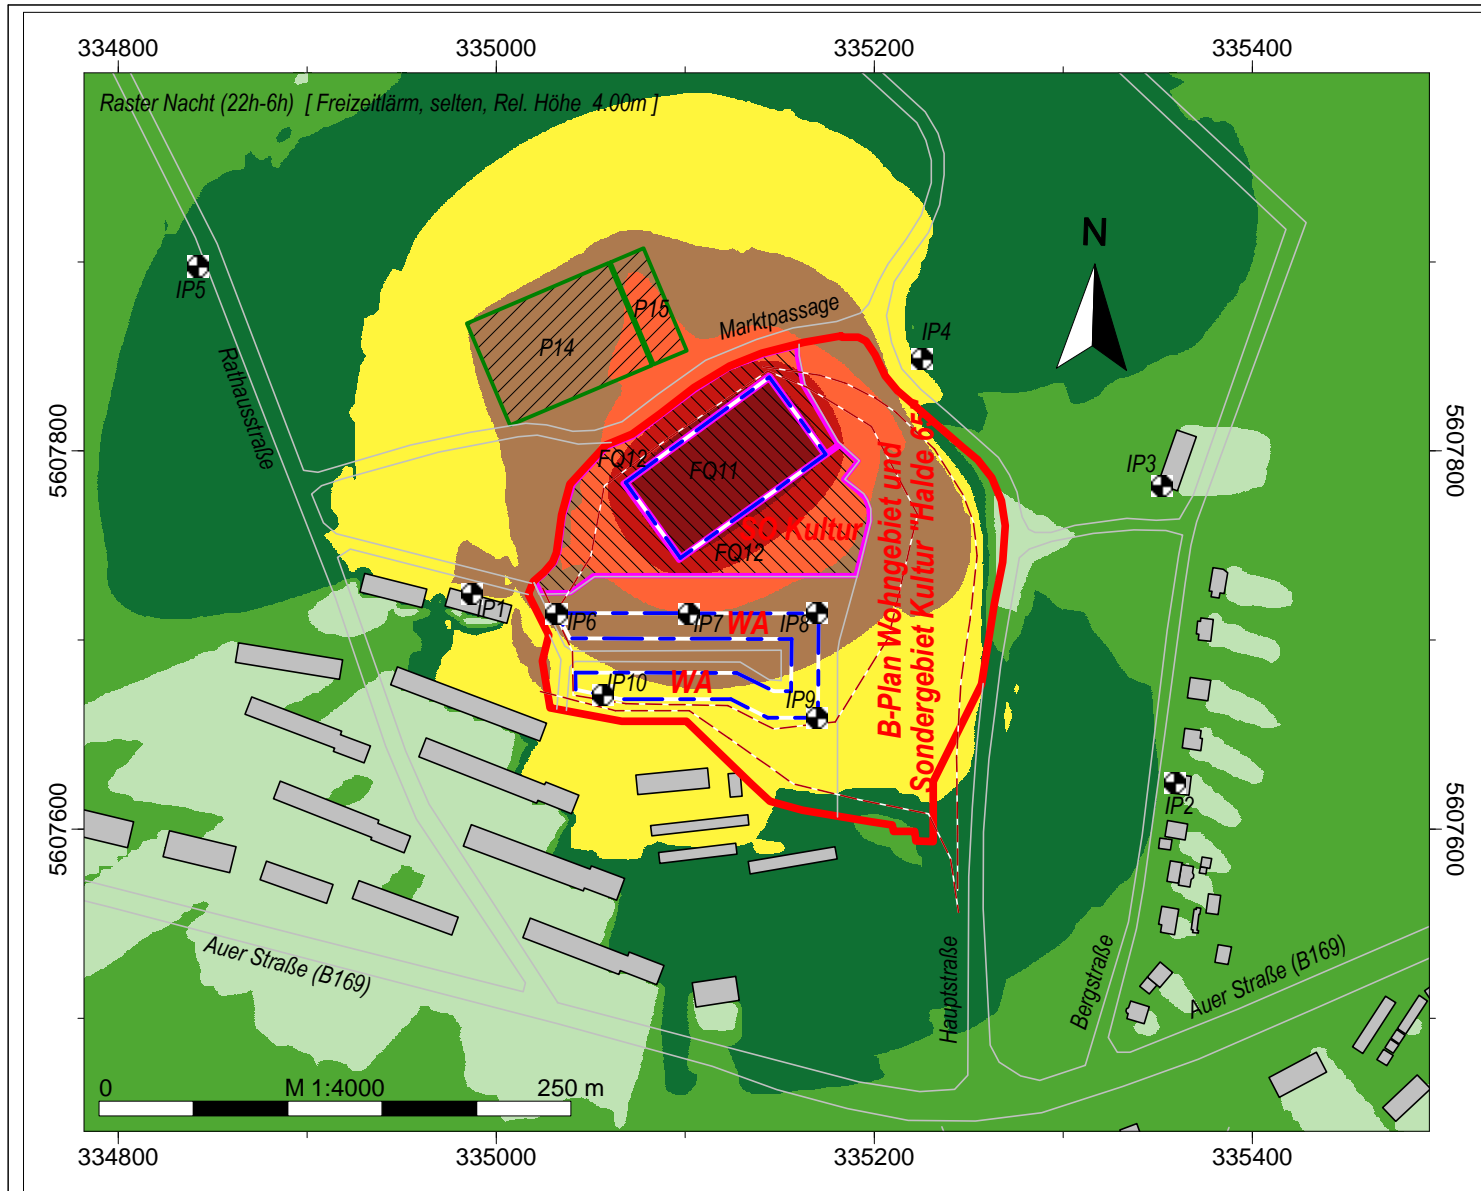 334800
335000
335200
335400
Raster Nacht (22h-6h) [ Freizeitlärm, selten, Rel. Höhe 4.00m ]
N
IP5
P15
P14
Marktpassage
IP4
Rathausstraße
5607800
5607800
FQ12
FQ11
IP3
SO Kultur
FQ12
B-Plan Wohngebiet und
Sondergebiet Kultur "Halde 65"
IP1
IP6
IP7
WA
IP8
IP10
WA
IP9
IP2
5607600
5607600
Auer Straße (B169)
Hauptstraße
Bergstraße
Auer Straße (B169)
0 M 1:4000 250 m
334800
335000
335200
335400